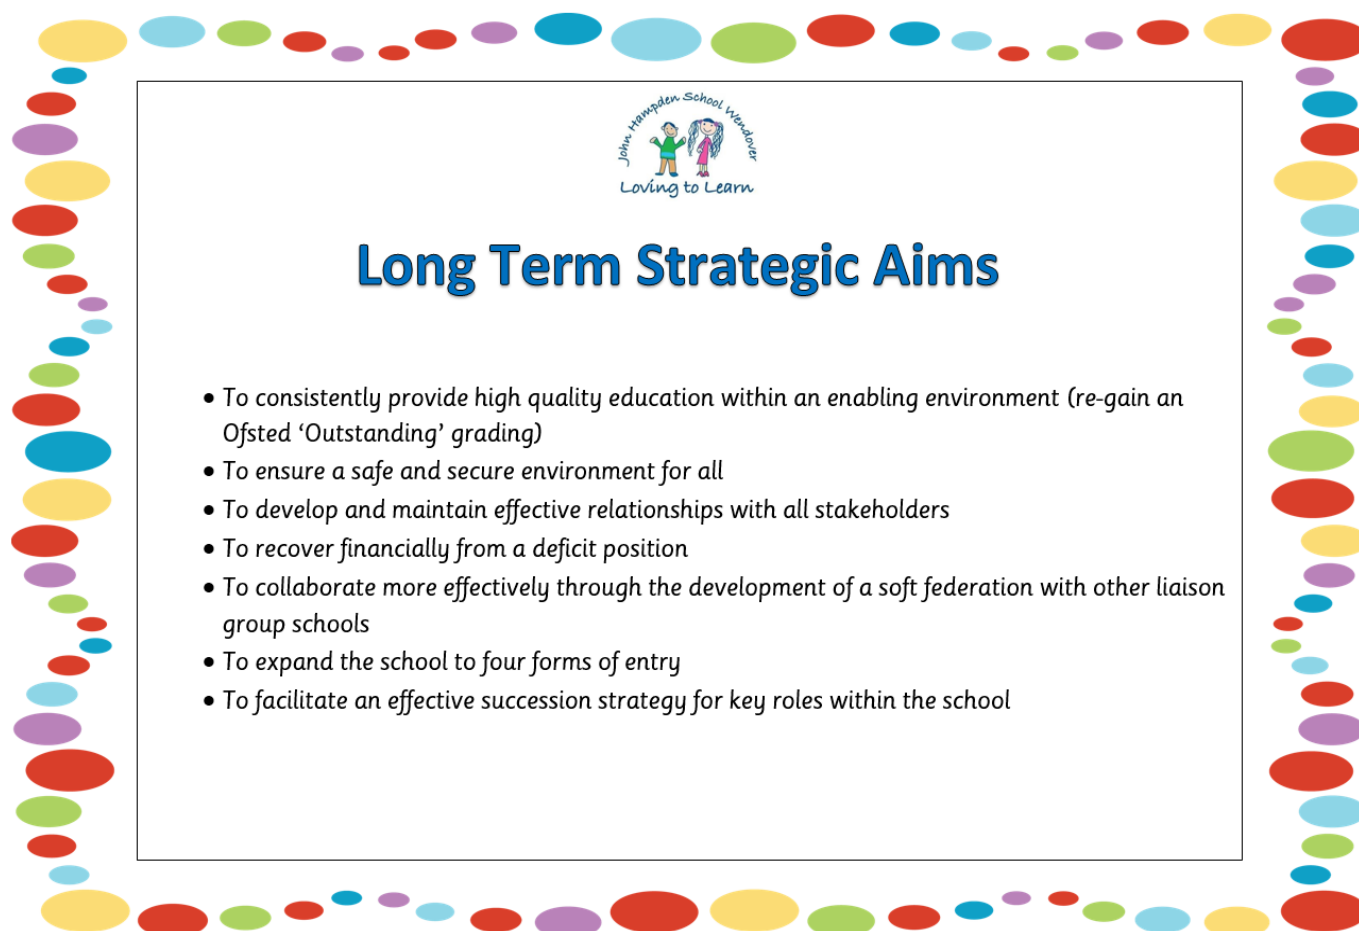 John Hampden School Wendover
Loving to Learn
Long Term Strategic Aims
• To consistently provide high quality education within an enabling environment (re-gain an
Ofsted ‘Outstanding’ grading)
• To ensure a safe and secure environment for all
• To develop and maintain effective relationships with all stakeholders
• To recover financially from a deficit position
• To collaborate more effectively through the development of a soft federation with other liaison
group schools
• To expand the school to four forms of entry
• To facilitate an effective succession strategy for key roles within the school